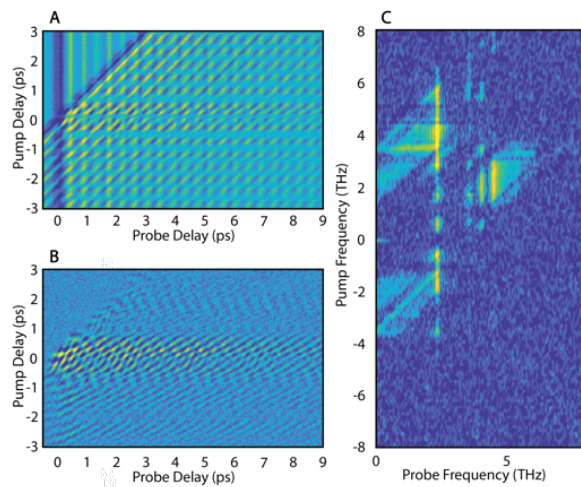 A
3
2
1
0
-1
-2
-3
Pump Delay (ps)
0 1 2 3 4 5 6 7 8 9
Probe Delay (ps)
B
3
2
1
0
-1
-2
-3
Pump Delay (ps)
0 1 2 3 4 5 6 7 8 9
Probe Delay (ps)
C
8
6
4
2
0
-2
-4
-6
-8
Pump Frequency (THz)
0 5
Probe Frequency (THz)